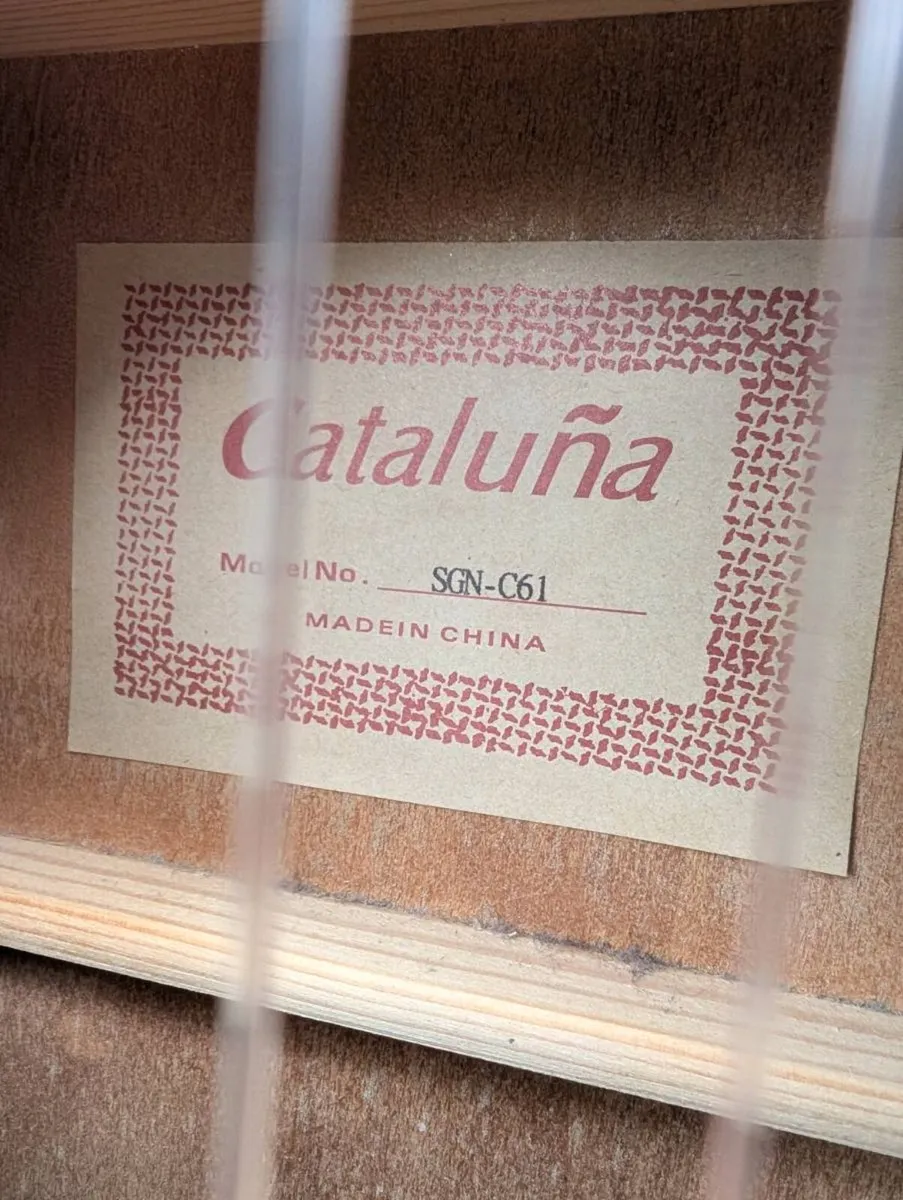 Cataluña
Model No. SGN-C61
MADEIN CHINA